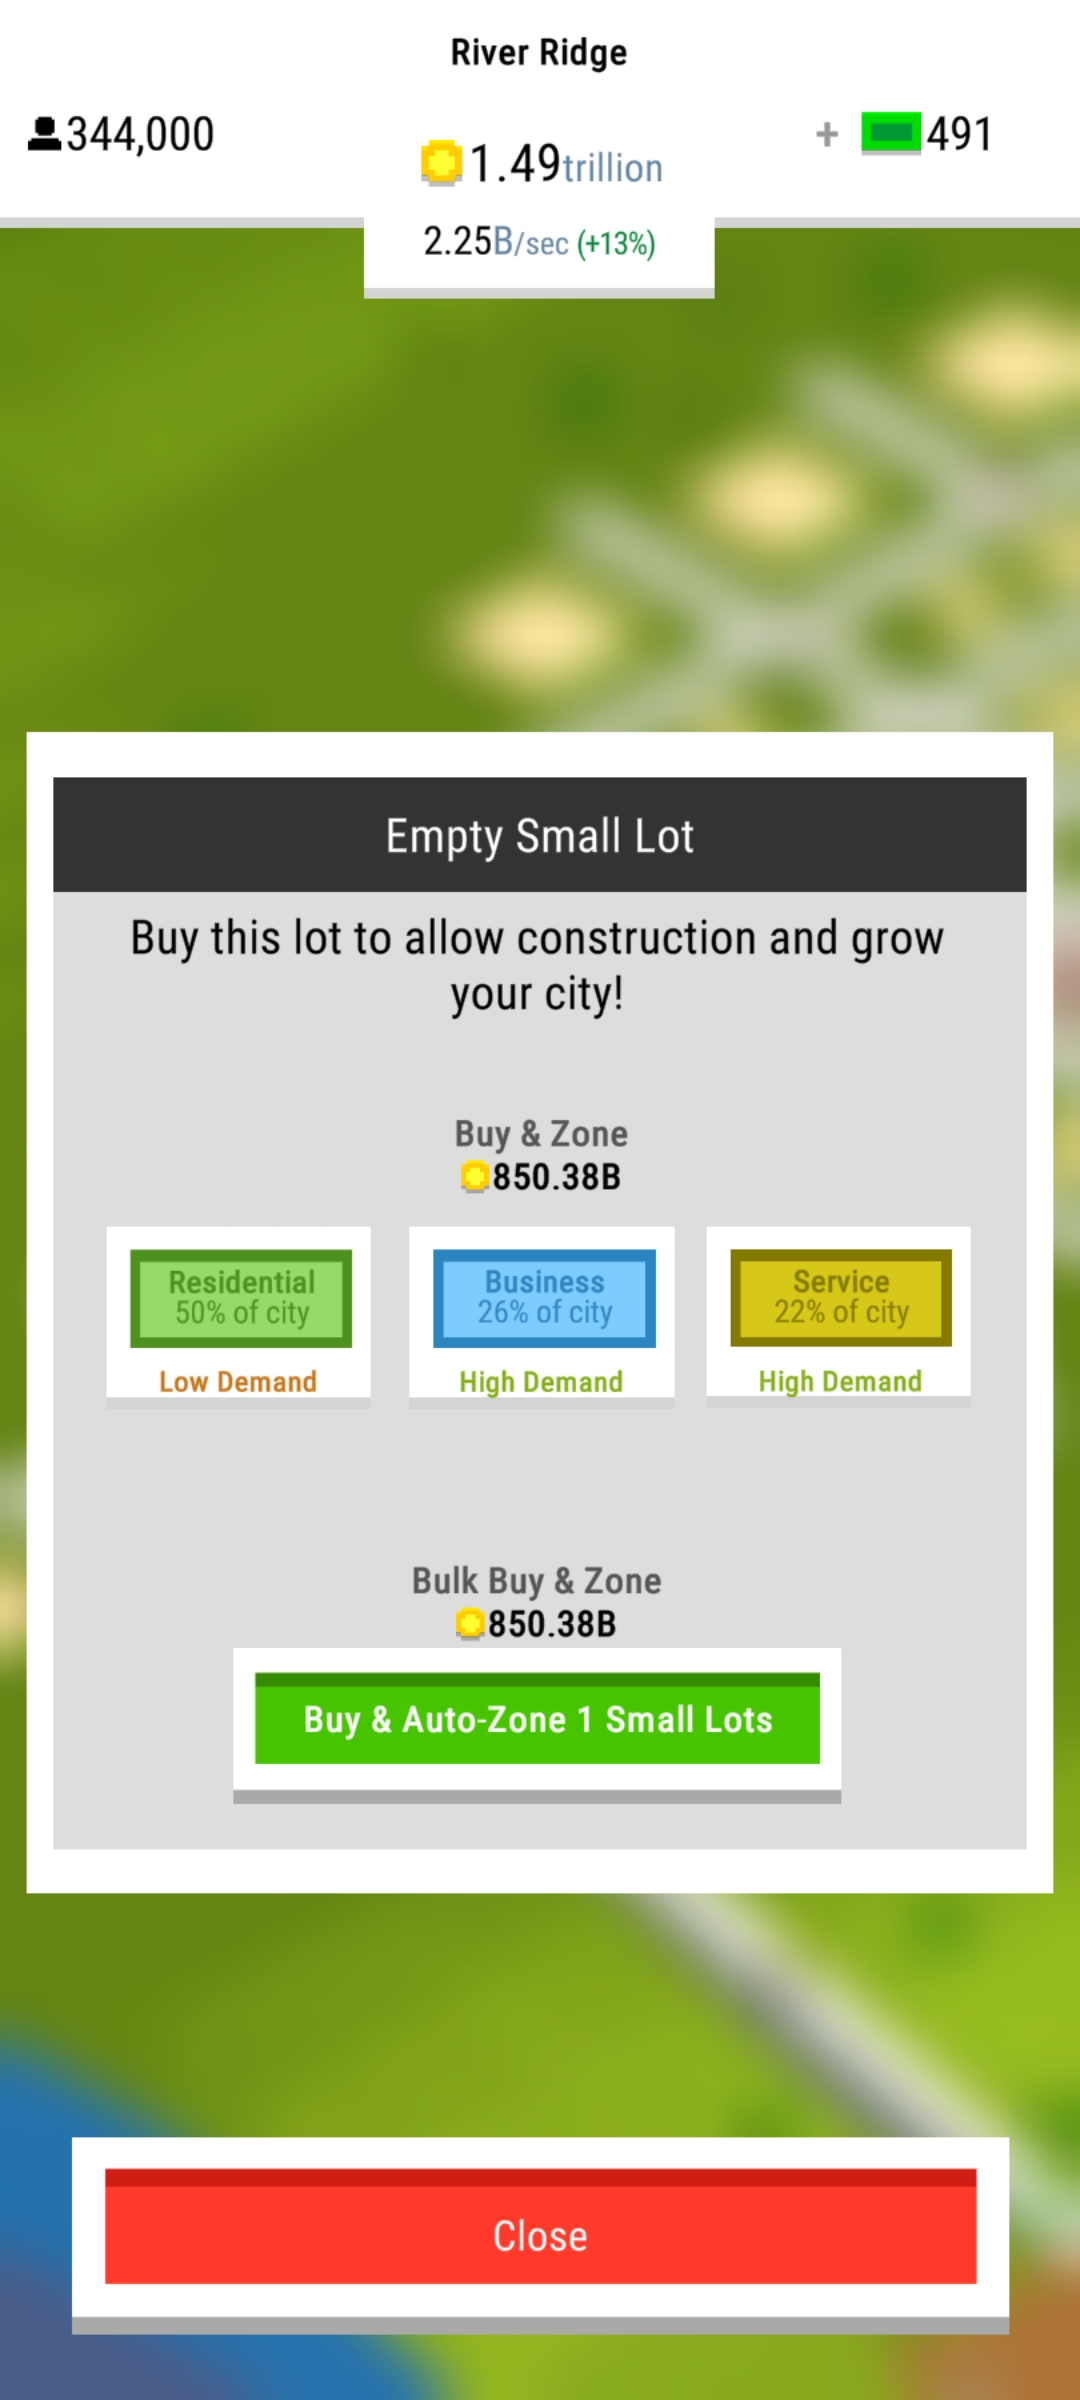 River Ridge
344,000
1.49trillion
+ 491
2.25B/sec (+13%)
Empty Small Lot
Buy this lot to allow construction and grow
your city!
Buy & Zone
850.38B
Residential
50% of city
Low Demand
Business
26% of city
High Demand
Service
22% of city
High Demand
Bulk Buy & Zone
850.38B
Buy & Auto-Zone 1 Small Lots
Close